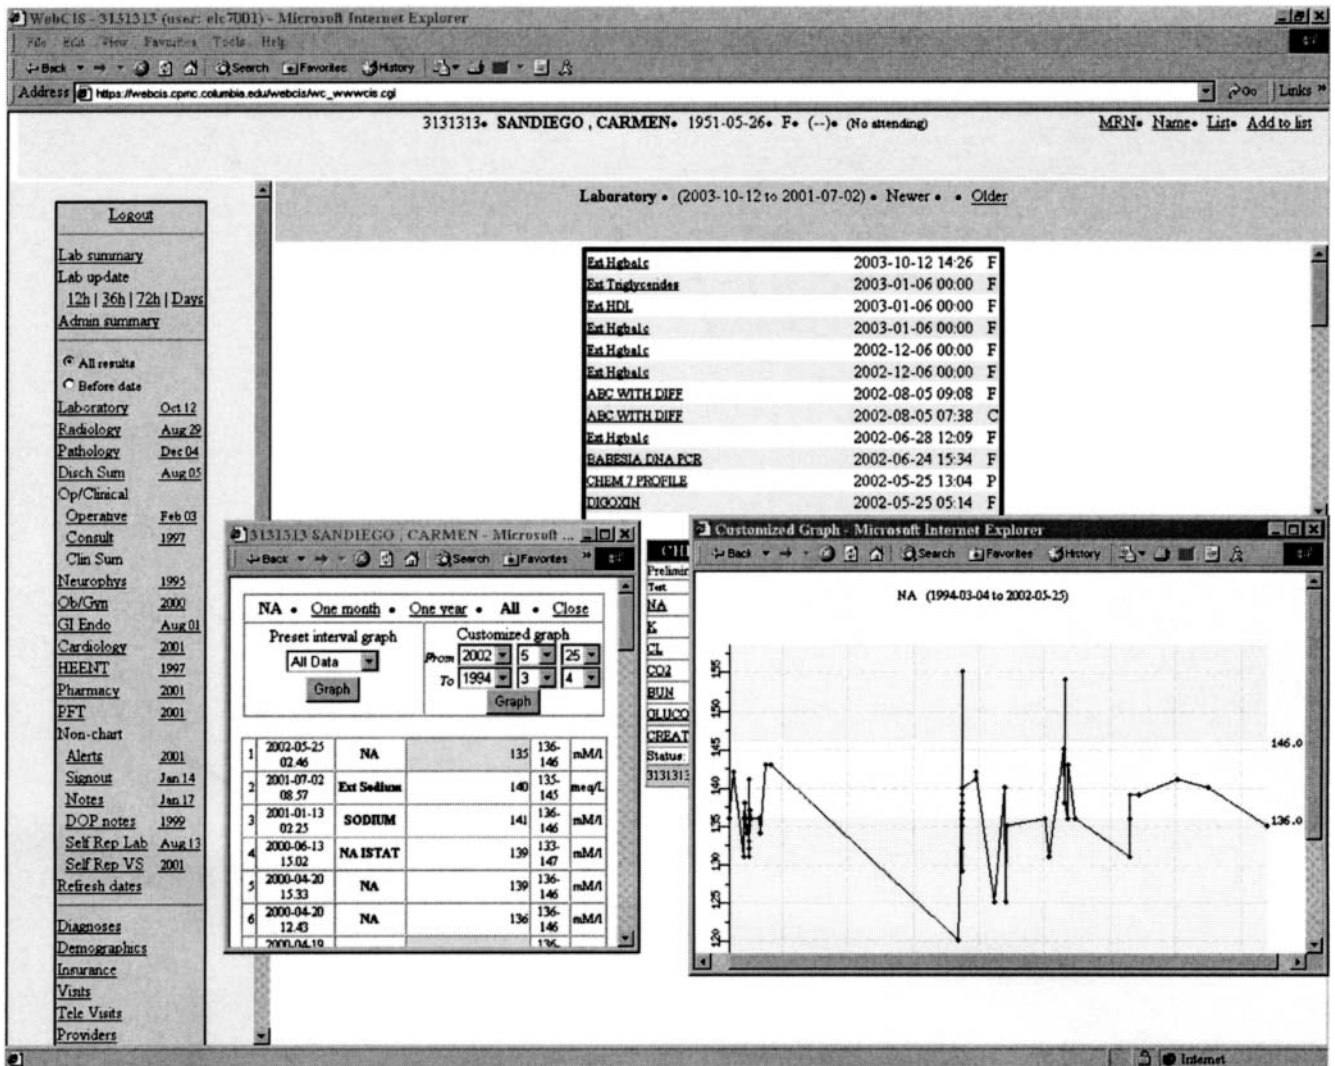 WebCIS - 3131313 (user: elc7001) - Microsoft Internet Explorer
File Edit View Favorites Tools Help
Back Search Favorites History
Address https://webcis.cpmc.columbia.edu/webcis/wc_wwwcis.cgi Go Links »
3131313• SANDIEGO , CARMEN• 1951-05-26• F• (--)• (No attending) MRN• Name• List• Add to list
Laboratory • (2003-10-12 to 2001-07-02) • Newer • • Older
Logout
Lab summary
Lab update
12h | 36h | 72h | Days
Admin summary
All results
Before date
Laboratory Oct 12
Radiology Aug 29
Pathology Dec 04
Disch Sum Aug 05
Op/Clinical
Operative Feb 03
Consult 1997
Clin Sum
Neurophys 1995
Ob/Gyn 2000
GI Endo Aug 01
Cardiology 2001
HEENT 1997
Pharmacy 2001
PFT 2001
Non-chart
Alerts 2001
Signout Jan 14
Notes Jan 17
DOP notes 1999
Self Rep Lab Aug 13
Self Rep VS 2001
Refresh dates
Diagnoses
Demographics
Insurance
Visits
Tele Visits
Providers
Ext Hgba1c 2003-10-12 14:26 F
Ext Triglycerides 2003-01-06 00:00 F
Ext HDL 2003-01-06 00:00 F
Ext Hgba1c 2003-01-06 00:00 F
Ext Hgba1c 2002-12-06 00:00 F
Ext Hgba1c 2002-12-06 00:00 F
ABC WITH DIFF 2002-08-05 09:08 F
ABC WITH DIFF 2002-08-05 07:38 C
Ext Hgba1c 2002-06-28 12:09 F
BABESIA DNA PCR 2002-06-24 15:34 F
CHEM 7 PROFILE 2002-05-25 13:04 P
DIGOXIN 2002-05-25 05:14 F
CHE
Prelimin
Test
NA
K
CL
CO2
BUN
GLUCO
CREAT
Status:
3131313
3131313 SANDIEGO , CARMEN - Microsoft ...
Back Search Favorites »
NA • One month • One year • All • Close
Preset interval graph
All Data
Graph
Customized graph
From 2002 5 25
To 1994 3 4
Graph
1 2002-05-25 02.46 NA 135 136-146 mM/l
2 2001-07-02 08.57 Ext Sodium 140 135-145 meq/L
3 2001-01-13 02.25 SODIUM 141 136-146 mM/l
4 2000-06-13 15.02 NA ISTAT 139 133-147 mM/l
5 2000-04-20 15.33 NA 139 136-146 mM/l
6 2000-04-20 12.43 NA 136 136-146 mM/l
2000-04-19 136-
Customized Graph - Microsoft Internet Explorer
Back Search Favorites History
NA (1994-03-04 to 2002-05-25)
155
150
145
140
135
130
125
120
146.0
136.0
Internet